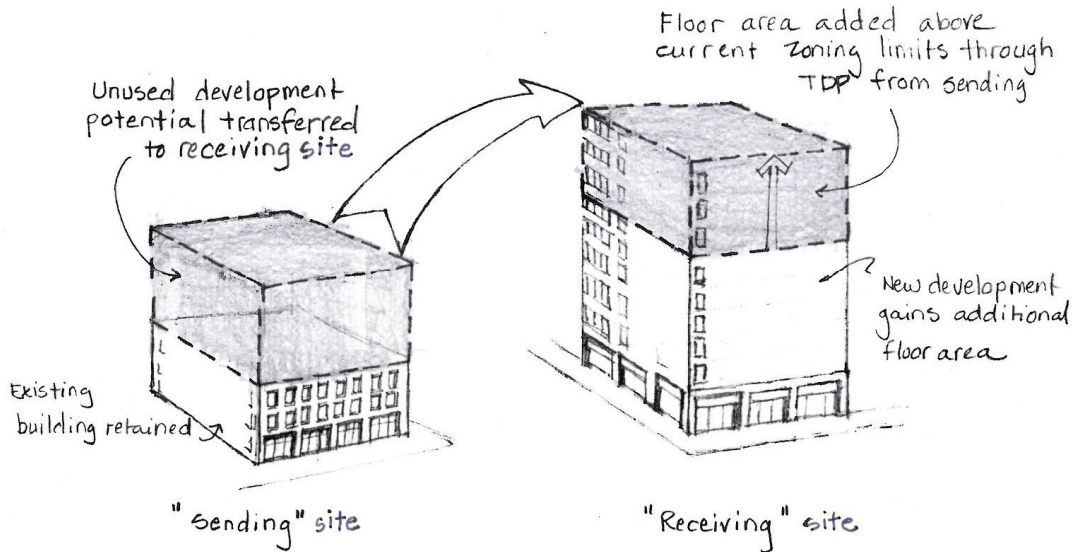 Unused development
potential transferred
to receiving site
Floor area added above
current zoning limits through
TDP from sending
Existing
building retained
New development
gains additional
floor area
"Sending" site
"Receiving" site